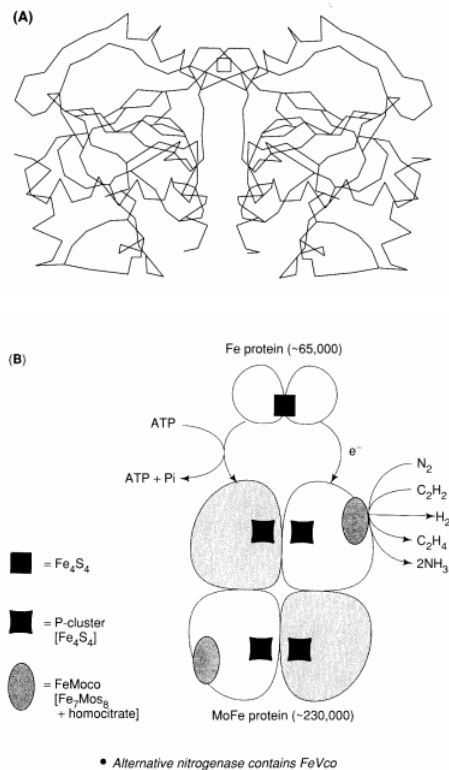 (A)
(B)
Fe protein (~65,000)
ATP
ATP + Pi
e⁻
N₂
C₂H₂
H₂
C₂H₄
2NH₃
= Fe₄S₄
= P-cluster
[Fe₄S₄]
= FeMoco
[Fe₇Mos₈
+ homocitrate]
MoFe protein (~230,000)
• Alternative nitrogenase contains FeVco